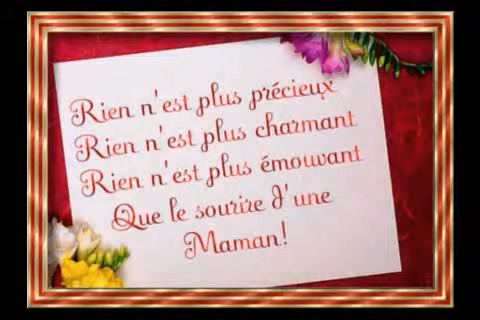 Rien n'est plus précieux
Rien n'est plus charmant
Rien n'est plus émouvant
Que le sourire d'une
Maman!